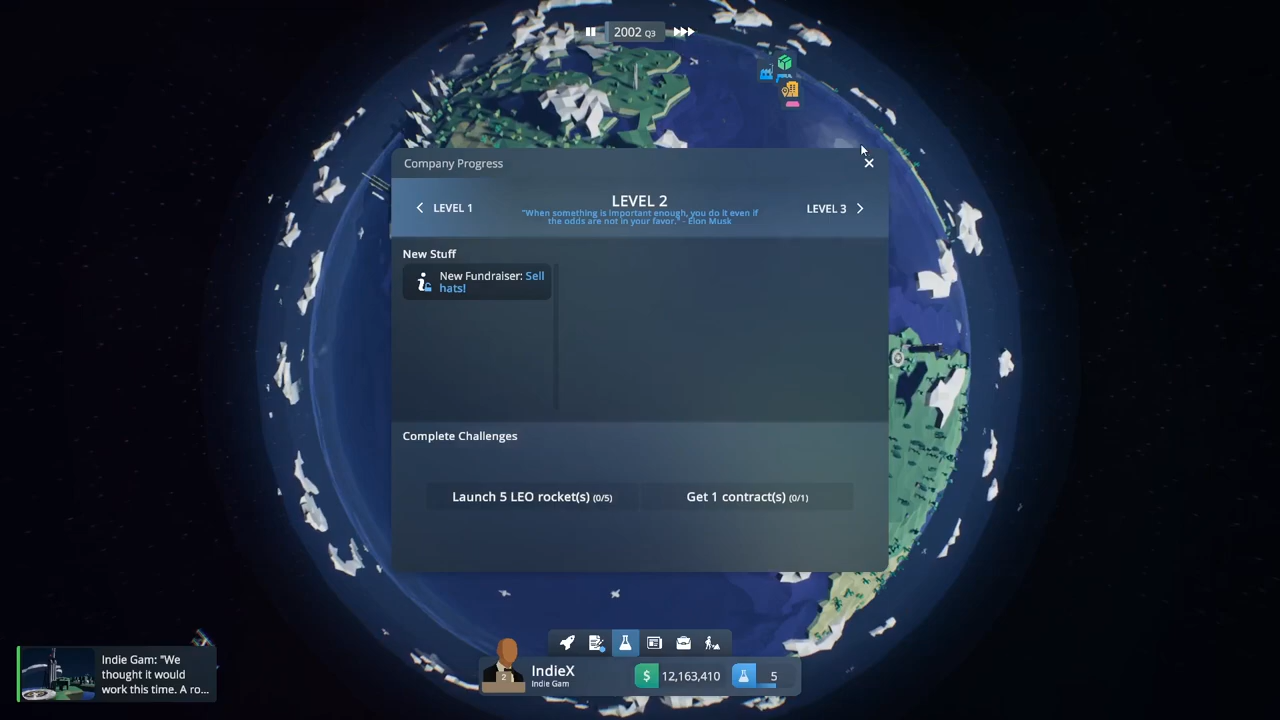 2002 Q3
Company Progress
LEVEL 1
LEVEL 2
"When something is important enough, you do it even if
the odds are not in your favor." - Elon Musk
LEVEL 3
New Stuff
New Fundraiser: Sell
hats!
Complete Challenges
Launch 5 LEO rocket(s) (0/5)
Get 1 contract(s) (0/1)
Indie Gam: "We
thought it would
work this time. A ro...
2
IndieX
Indie Gam
$ 12,163,410
5